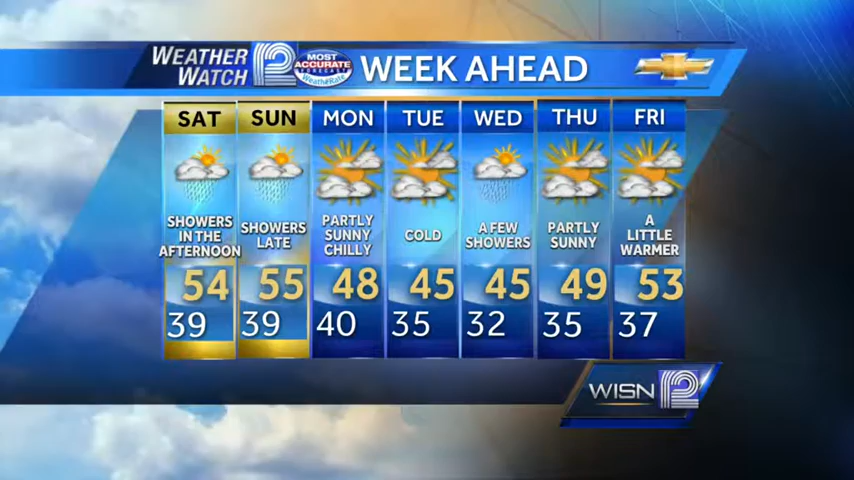 WEATHER
WATCH 12
MOST
ACCURATE
FORECAST
WeatheRate
WEEK AHEAD
SAT SUN MON TUE WED THU FRI
SHOWERS
IN THE
AFTERNOON
SHOWERS
LATE
PARTLY
SUNNY
CHILLY
COLD
A FEW
SHOWERS
PARTLY
SUNNY
A
LITTLE
WARMER
54 55 48 45 45 49 53
39 39 40 35 32 35 37
WISN 12